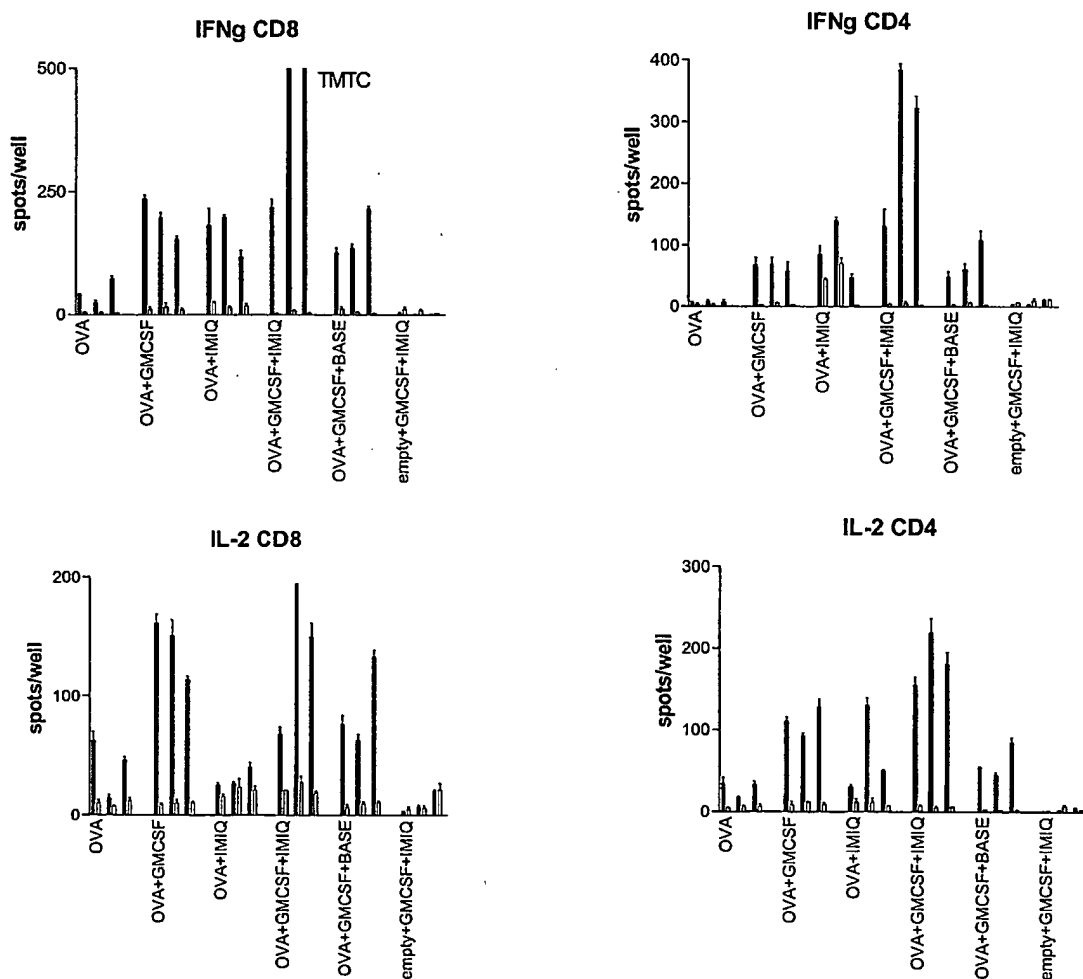 IFNg CD8
500
250
0
spots/well
TMTC
OVA
OVA+GMCSF
OVA+IMIQ
OVA+GMCSF+IMIQ
OVA+GMCSF+BASE
empty+GMCSF+IMIQ
IFNg CD4
400
300
200
100
0
spots/well
OVA
OVA+GMCSF
OVA+IMIQ
OVA+GMCSF+IMIQ
OVA+GMCSF+BASE
empty+GMCSF+IMIQ
IL-2 CD8
200
100
0
spots/well
OVA
OVA+GMCSF
OVA+IMIQ
OVA+GMCSF+IMIQ
OVA+GMCSF+BASE
empty+GMCSF+IMIQ
IL-2 CD4
300
200
100
0
spots/well
OVA
OVA+GMCSF
OVA+IMIQ
OVA+GMCSF+IMIQ
OVA+GMCSF+BASE
empty+GMCSF+IMIQ